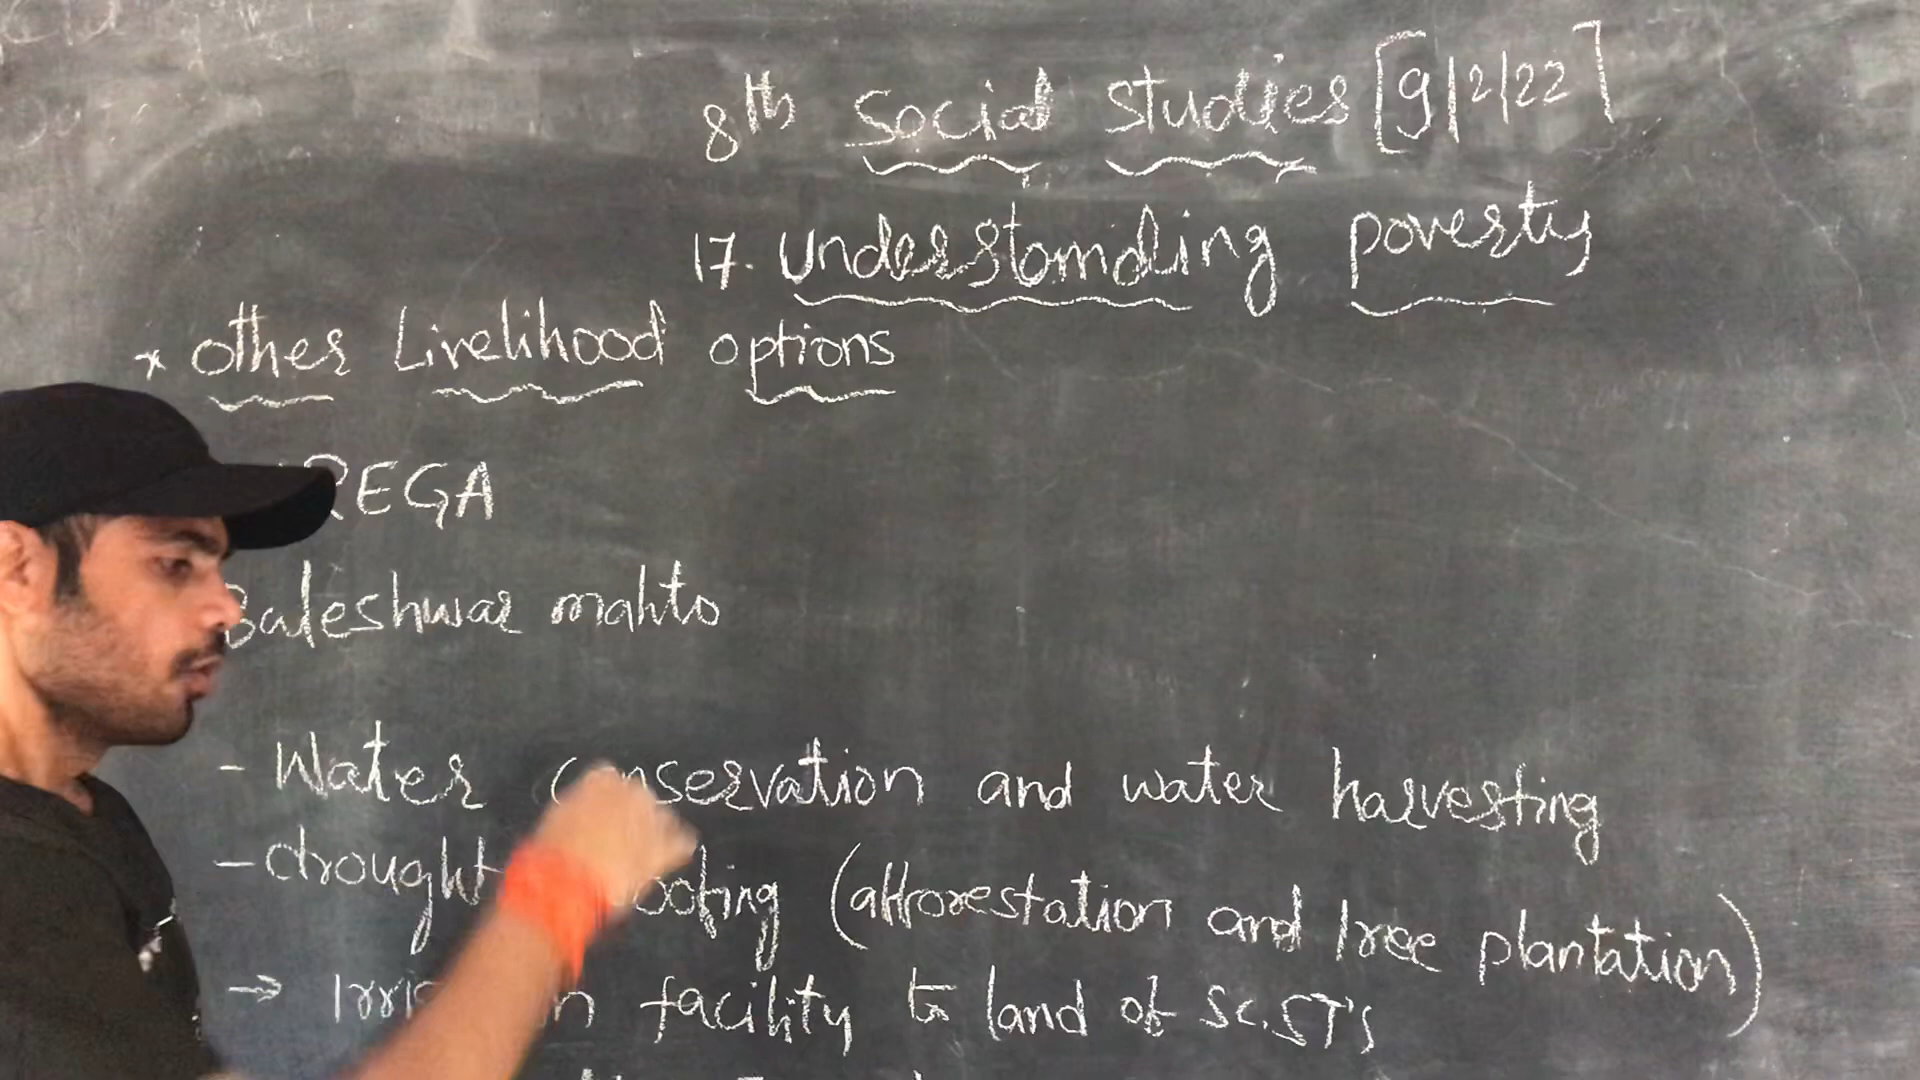 8th Social Studies [9/2/22]
17. Understanding poverty
* other Livelihood options
REGA
Baleshwar mahto
- Water conservation and water harvesting
- drought (afforestation and tree plantation)
→ facility to land of SC.ST's